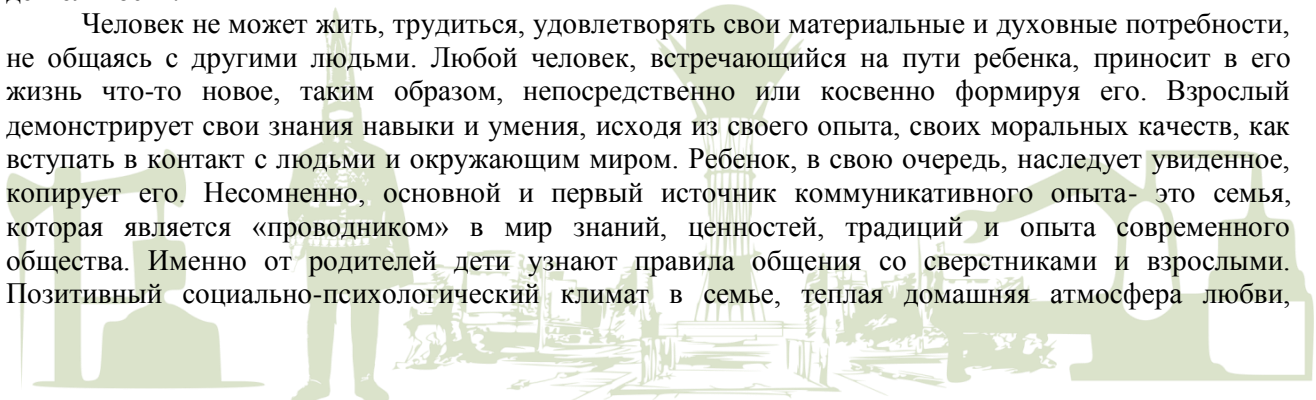 Человек не может жить, трудиться, удовлетворять свои материальные и духовные потребности,
не общаясь с другими людьми. Любой человек, встречающийся на пути ребенка, приносит в его
жизнь что-то новое, таким образом, непосредственно или косвенно формируя его. Взрослый
демонстрирует свои знания навыки и умения, исходя из своего опыта, своих моральных качеств, как
вступать в контакт с людьми и окружающим миром. Ребенок, в свою очередь, наследует увиденное,
копирует его. Несомненно, основной и первый источник коммуникативного опыта- это семья,
которая является «проводником» в мир знаний, ценностей, традиций и опыта современного
общества. Именно от родителей дети узнают правила общения со сверстниками и взрослыми.
Позитивный социально-психологический климат в семье, теплая домашняя атмосфера любви,